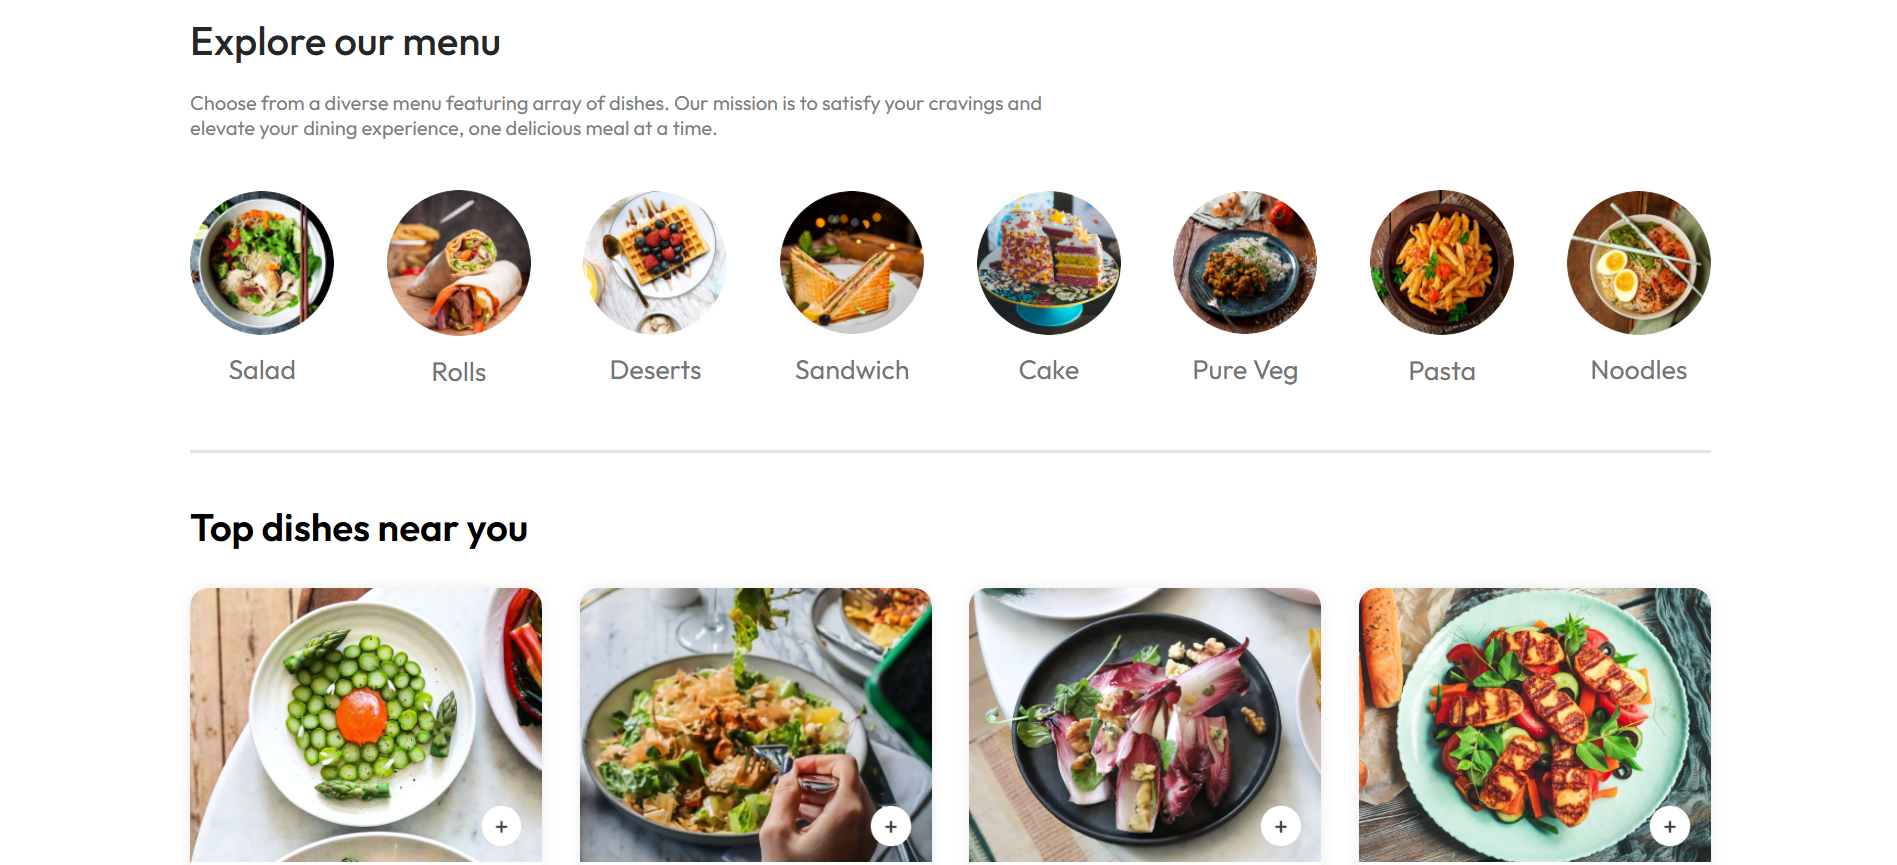 Explore our menu
Choose from a diverse menu featuring array of dishes. Our mission is to satisfy your cravings and
elevate your dining experience, one delicious meal at a time.
Salad
Rolls
Deserts
Sandwich
Cake
Pure Veg
Pasta
Noodles
Top dishes near you
+
+
+
+